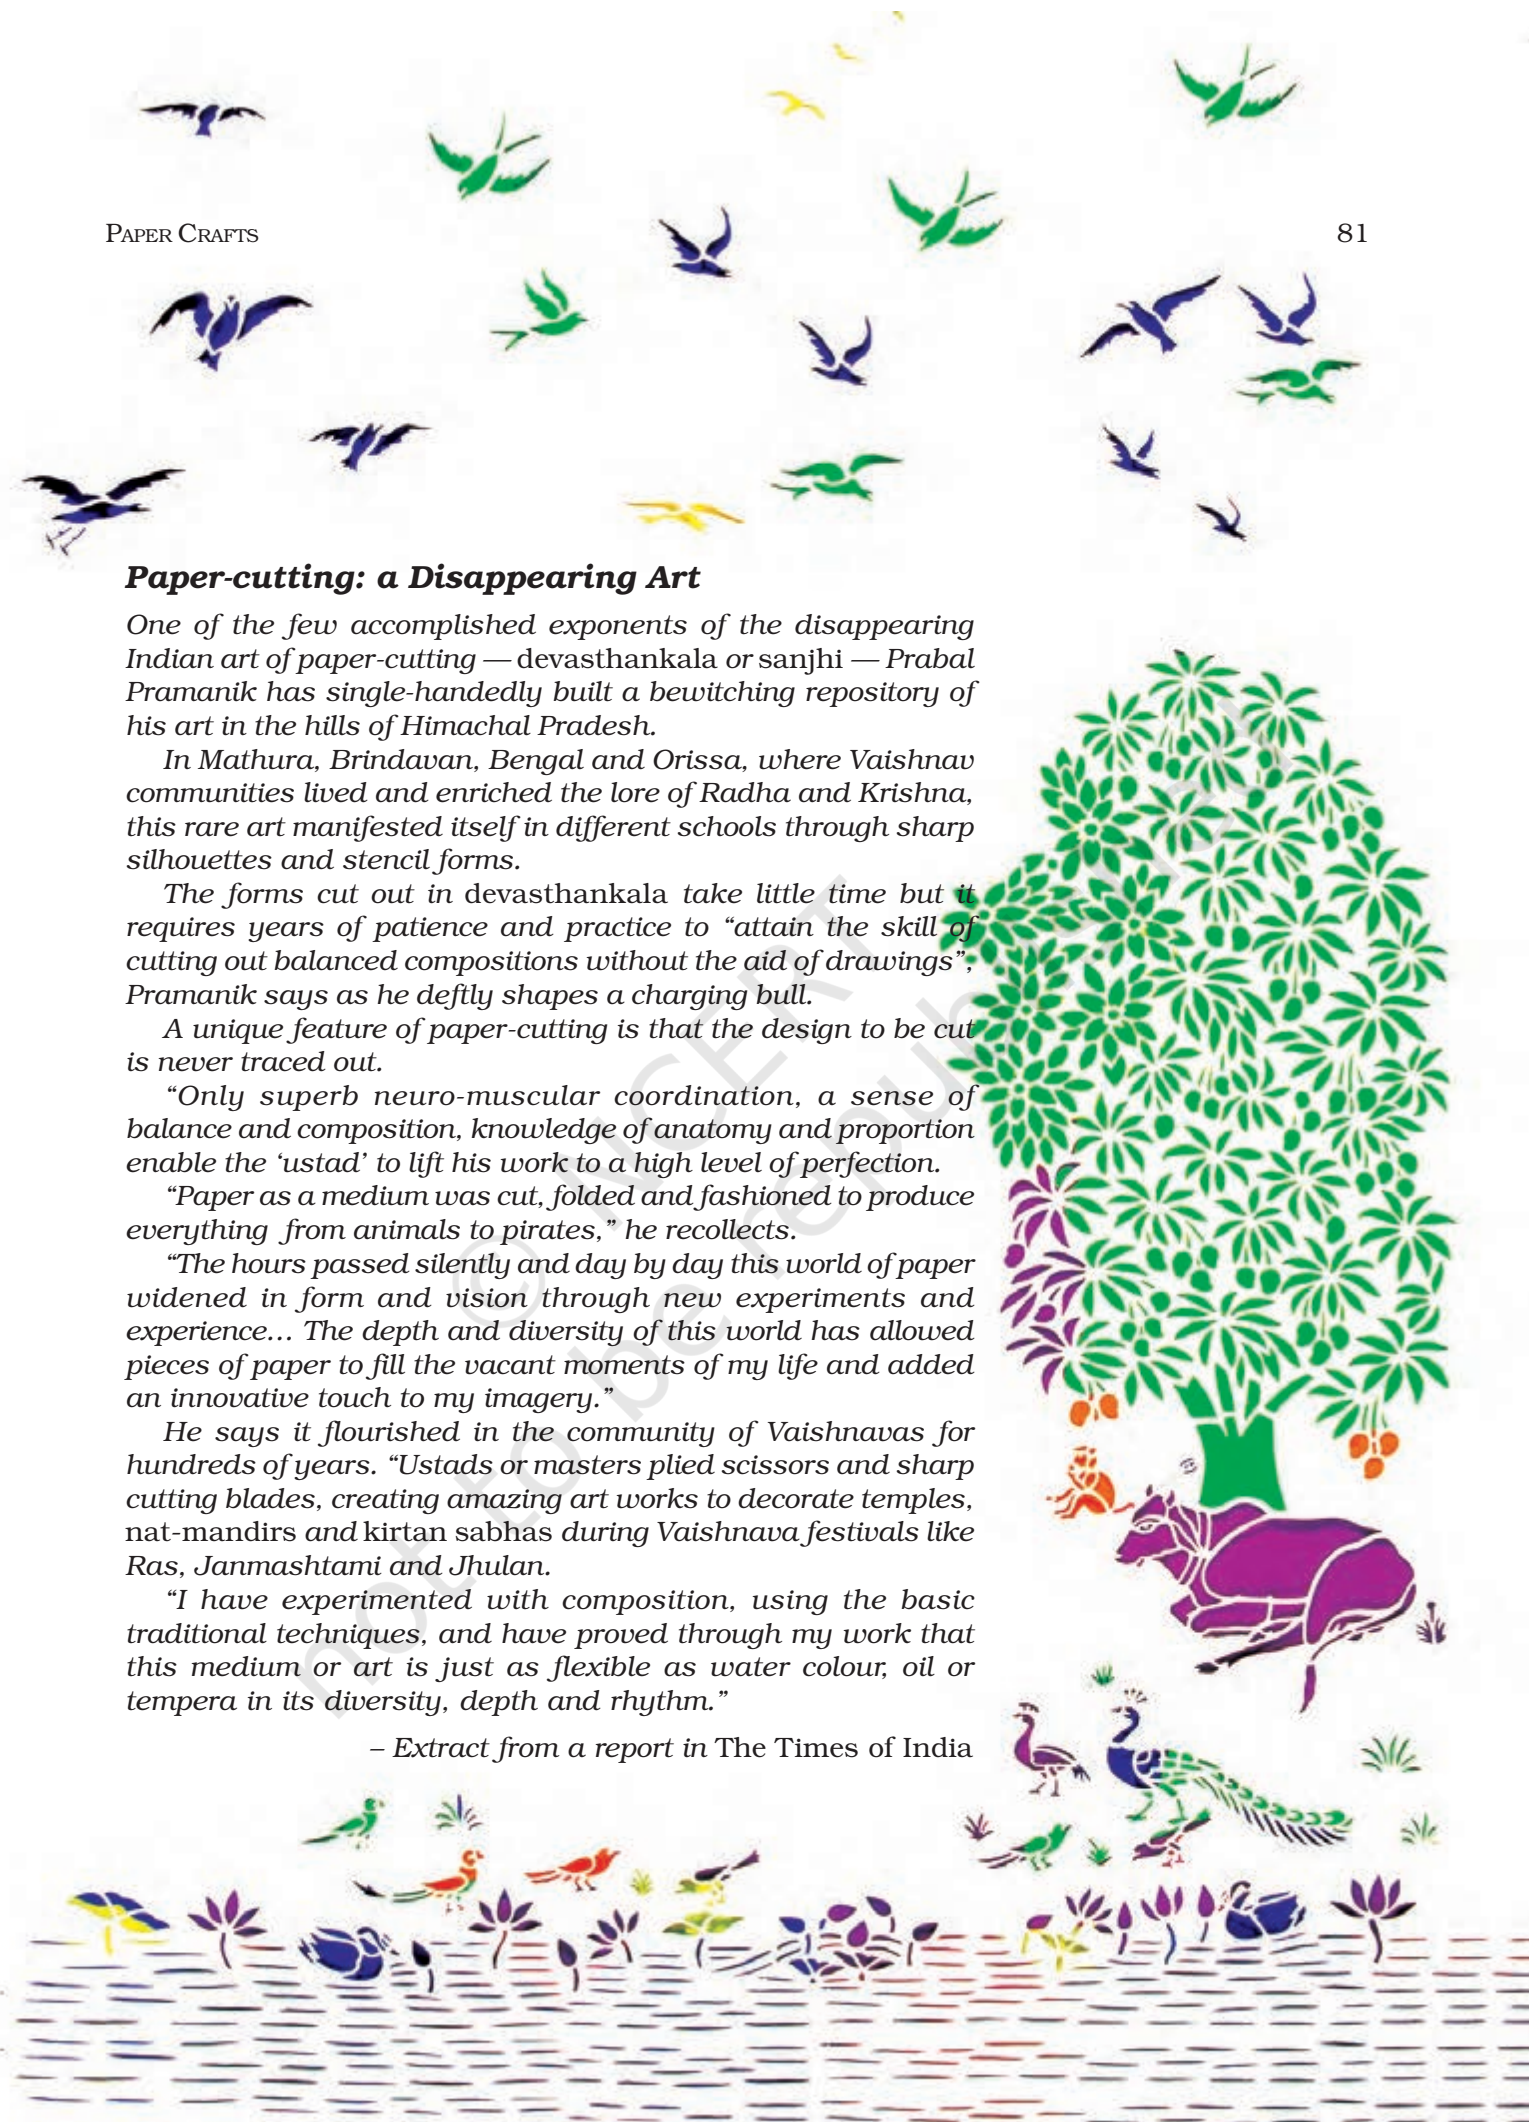 PAPER CRAFTS
81
Paper-cutting: a Disappearing Art
One of the few accomplished exponents of the disappearing
Indian art of paper-cutting — devasthankala or sanjhi — Prabal
Pramanik has single-handedly built a bewitching repository of
his art in the hills of Himachal Pradesh.
In Mathura, Brindavan, Bengal and Orissa, where Vaishnav
communities lived and enriched the lore of Radha and Krishna,
this rare art manifested itself in different schools through sharp
silhouettes and stencil forms.
The forms cut out in devasthankala take little time but it
requires years of patience and practice to “attain the skill of
cutting out balanced compositions without the aid of drawings”,
Pramanik says as he deftly shapes a charging bull.
A unique feature of paper-cutting is that the design to be cut
is never traced out.
“Only superb neuro-muscular coordination, a sense of
balance and composition, knowledge of anatomy and proportion
enable the ‘ustad’ to lift his work to a high level of perfection.
“Paper as a medium was cut, folded and fashioned to produce
everything from animals to pirates,” he recollects.
“The hours passed silently and day by day this world of paper
widened in form and vision through new experiments and
experience... The depth and diversity of this world has allowed
pieces of paper to fill the vacant moments of my life and added
an innovative touch to my imagery.”
He says it flourished in the community of Vaishnavas for
hundreds of years. “Ustads or masters plied scissors and sharp
cutting blades, creating amazing art works to decorate temples,
nat-mandirs and kirtan sabhas during Vaishnava festivals like
Ras, Janmashtami and Jhulan.
“I have experimented with composition, using the basic
traditional techniques, and have proved through my work that
this medium or art is just as flexible as water colour, oil or
tempera in its diversity, depth and rhythm.”
– Extract from a report in The Times of India
© NCERT
not to be republished